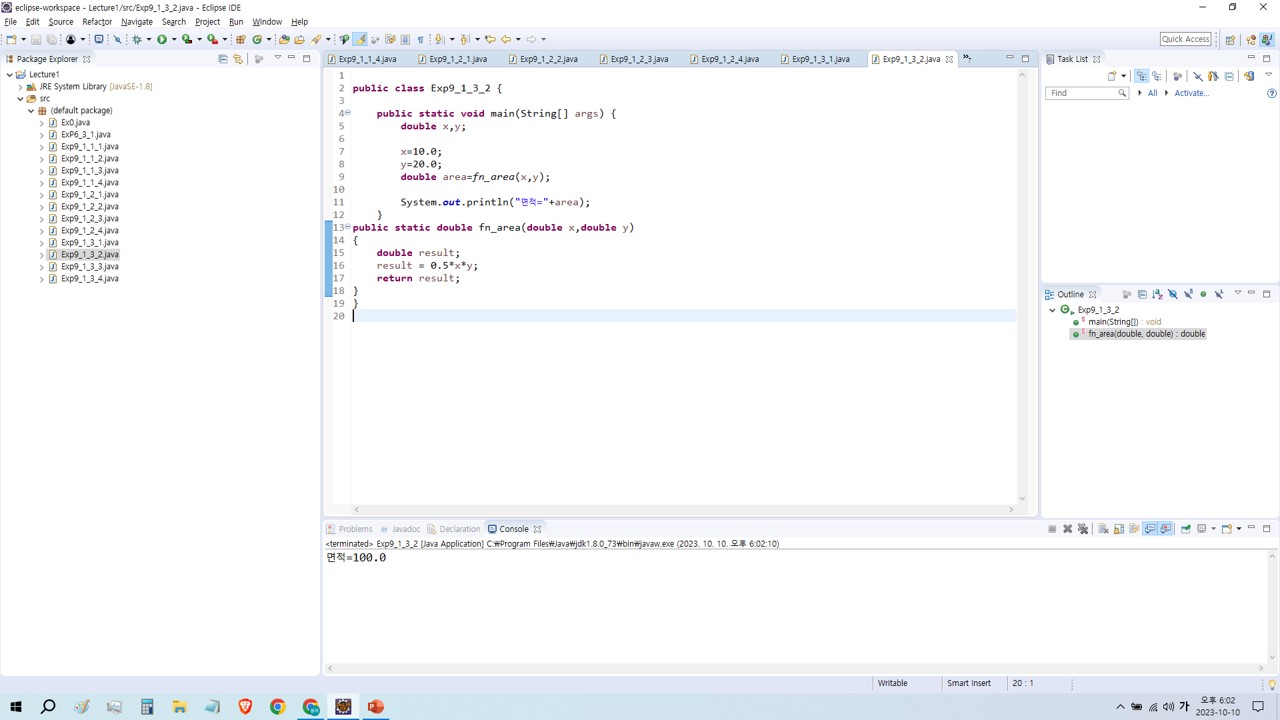 eclipse-workspace - Lecture1/src/Exp9_1_3_2.java - Eclipse IDE
File Edit Source Refactor Navigate Search Project Run Window Help
Quick Access
Package Explorer
Lecture1
JRE System Library [JavaSE-1.8]
src
(default package)
Ex0.java
ExP6_3_1.java
Exp9_1_1_1.java
Exp9_1_1_2.java
Exp9_1_1_3.java
Exp9_1_1_4.java
Exp9_1_2_1.java
Exp9_1_2_2.java
Exp9_1_2_3.java
Exp9_1_2_4.java
Exp9_1_3_1.java
Exp9_1_3_2.java
Exp9_1_3_3.java
Exp9_1_3_4.java
Exp9_1_1_4.java Exp9_1_2_1.java Exp9_1_2_2.java Exp9_1_2_3.java Exp9_1_2_4.java Exp9_1_3_1.java Exp9_1_3_2.java
1
2 public class Exp9_1_3_2 {
3
4 public static void main(String[] args) {
5 double x,y;
6
7 x=10.0;
8 y=20.0;
9 double area=fn_area(x,y);
10
11 System.out.println("면적="+area);
12 }
13 public static double fn_area(double x,double y)
14 {
15 double result;
16 result = 0.5*x*y;
17 return result;
18 }
19 }
20
Task List
Find All Activate...
Outline
Exp9_1_3_2
main(String[]) : void
fn_area(double, double) : double
Problems Javadoc Declaration Console
<terminated> Exp9_1_3_2 [Java Application] C:₩Program Files₩Java₩jdk1.8.0_73₩bin₩javaw.exe (2023. 10. 10. 오후 6:02:10)
면적=100.0
Writable Smart Insert 20 : 1
가 오후 6:02
2023-10-10